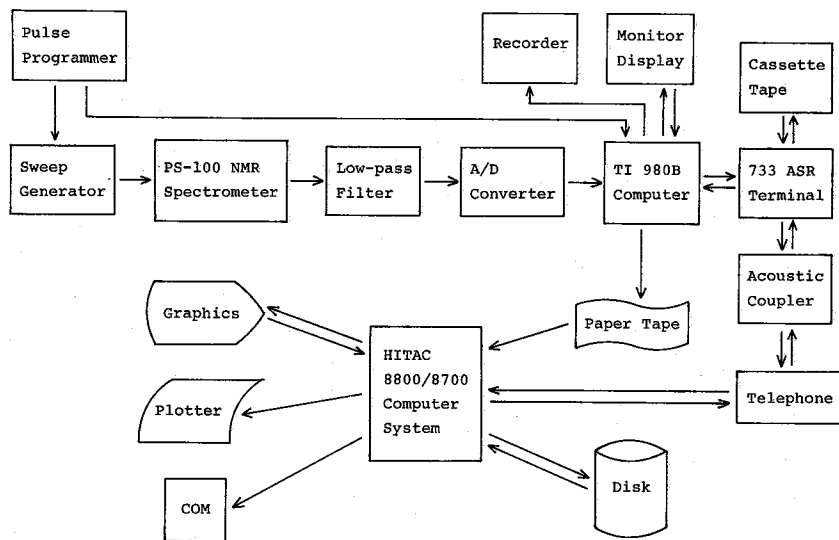 Pulse
Programmer
Recorder
Monitor
Display
Cassette
Tape
Sweep
Generator
PS-100 NMR
Spectrometer
Low-pass
Filter
A/D
Converter
TI 980B
Computer
733 ASR
Terminal
Acoustic
Coupler
Graphics
Paper Tape
HITAC
8800/8700
Computer
System
Plotter
Telephone
COM
Disk